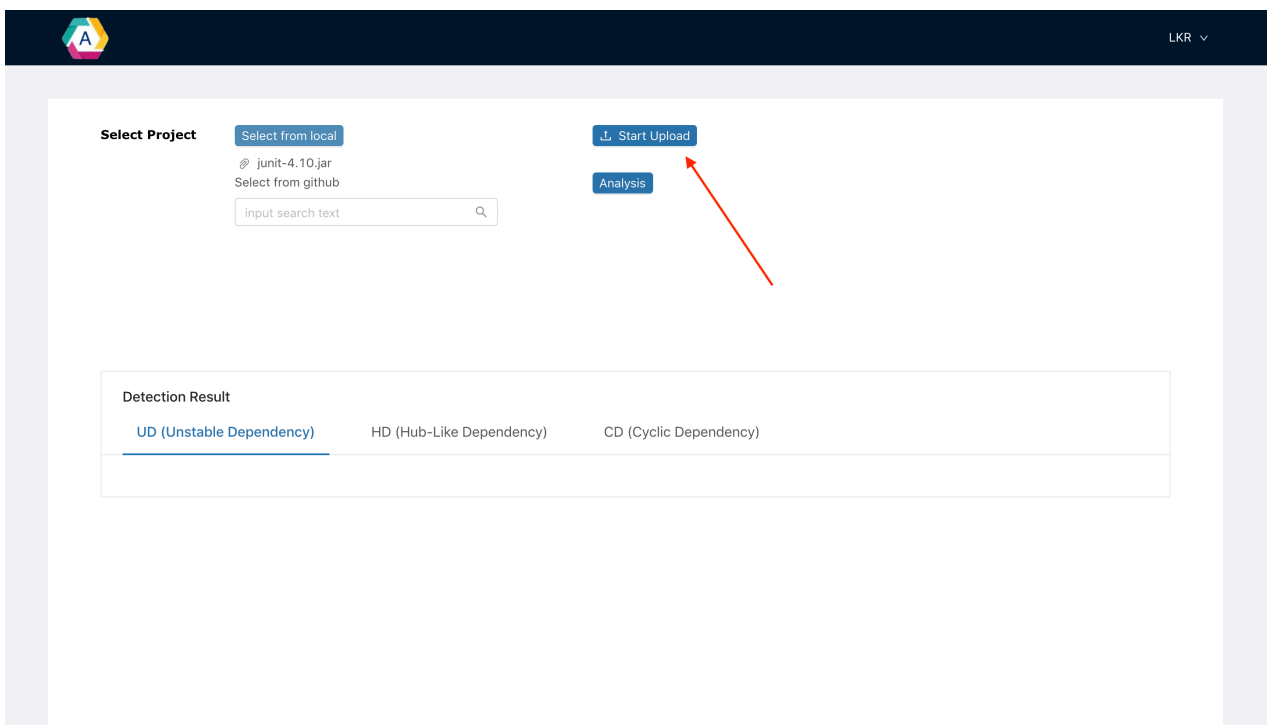 A
LKR
Select Project
Select from local
Start Upload
junit-4.10.jar
Select from github
Analysis
input search text
Detection Result
UD (Unstable Dependency) HD (Hub-Like Dependency) CD (Cyclic Dependency)